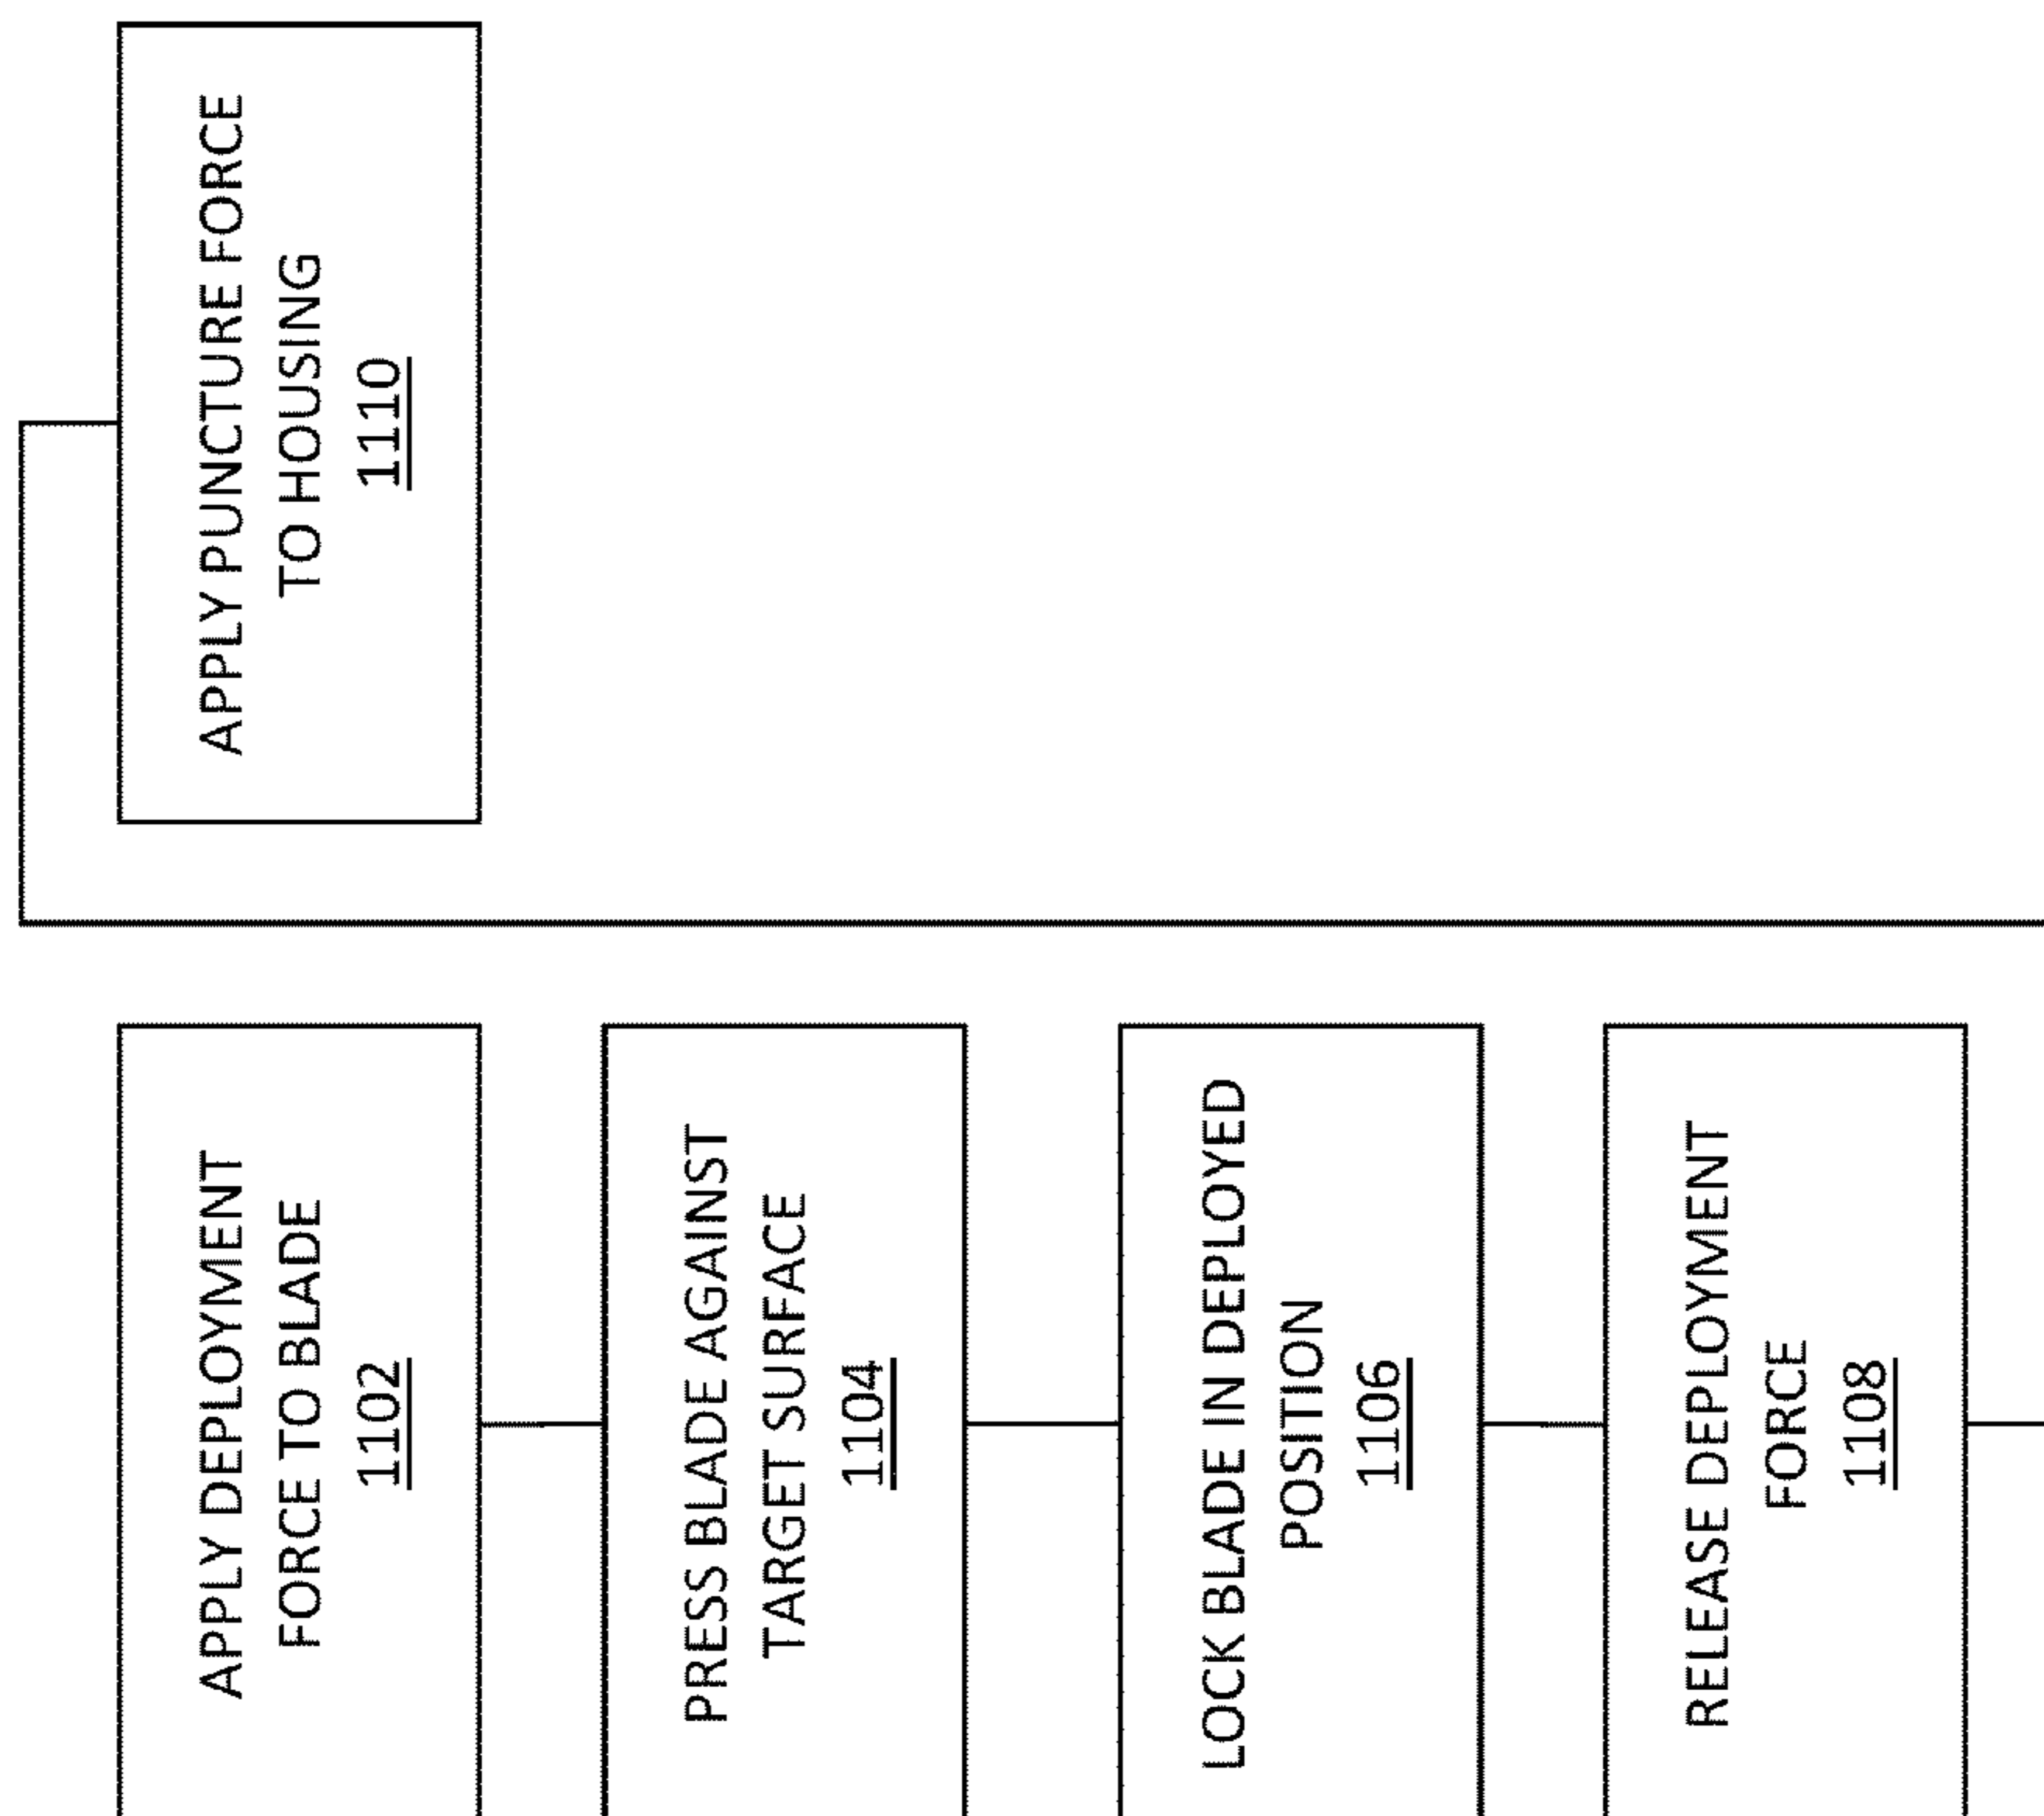 APPLY DEPLOYMENT
FORCE TO BLADE
1102
PRESS BLADE AGAINST
TARGET SURFACE
1104
LOCK BLADE IN DEPLOYED
POSITION
1106
RELEASE DEPLOYMENT
FORCE
1108
APPLY PUNCTURE FORCE
TO HOUSING
1110